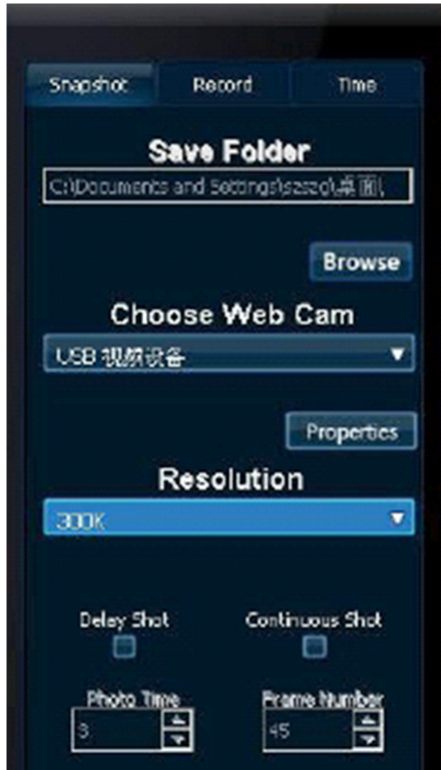 Snapshot Record Time
Save Folder
C:\Documents and Settings\szszq\桌面\
Browse
Choose Web Cam
USB 视频设备
Properties
Resolution
300K
Delay Shot Continuous Shot
Photo Time Frame Number
3 45